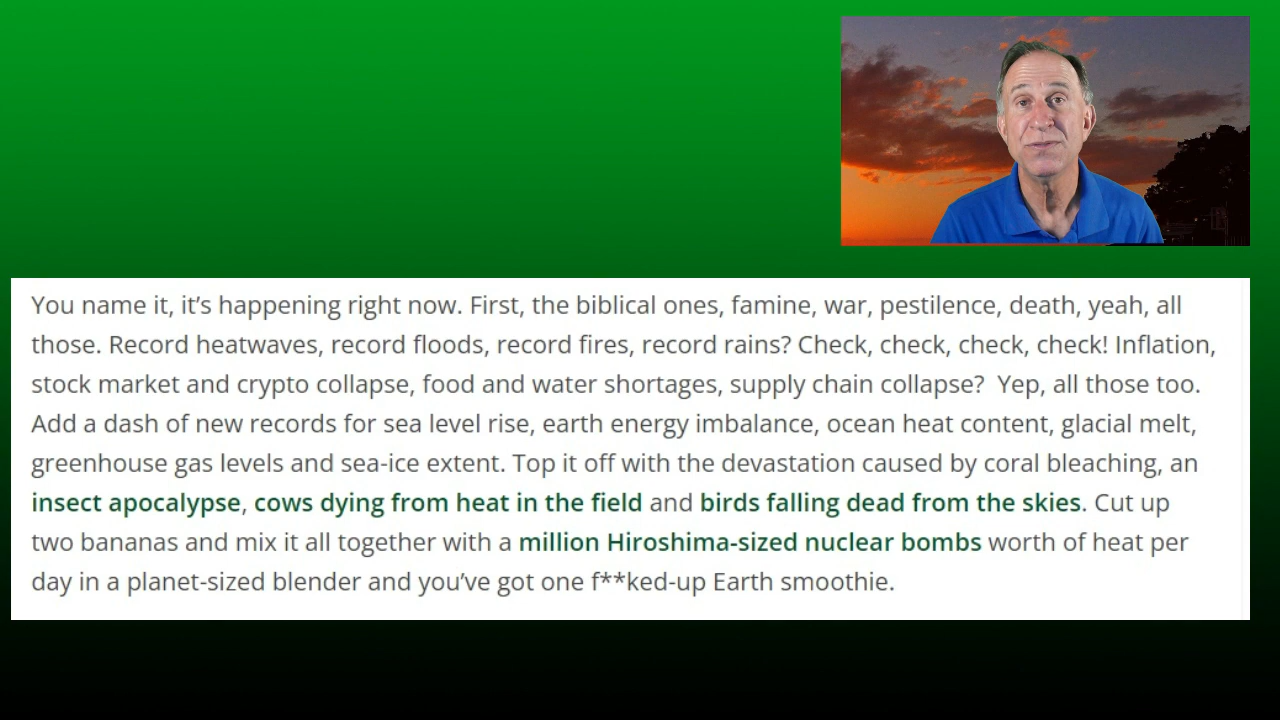 You name it, it’s happening right now. First, the biblical ones, famine, war, pestilence, death, yeah, all
those. Record heatwaves, record floods, record fires, record rains? Check, check, check, check! Inflation,
stock market and crypto collapse, food and water shortages, supply chain collapse?  Yep, all those too.
Add a dash of new records for sea level rise, earth energy imbalance, ocean heat content, glacial melt,
greenhouse gas levels and sea-ice extent. Top it off with the devastation caused by coral bleaching, an
insect apocalypse, cows dying from heat in the field and birds falling dead from the skies. Cut up
two bananas and mix it all together with a million Hiroshima-sized nuclear bombs worth of heat per
day in a planet-sized blender and you’ve got one f**ked-up Earth smoothie.